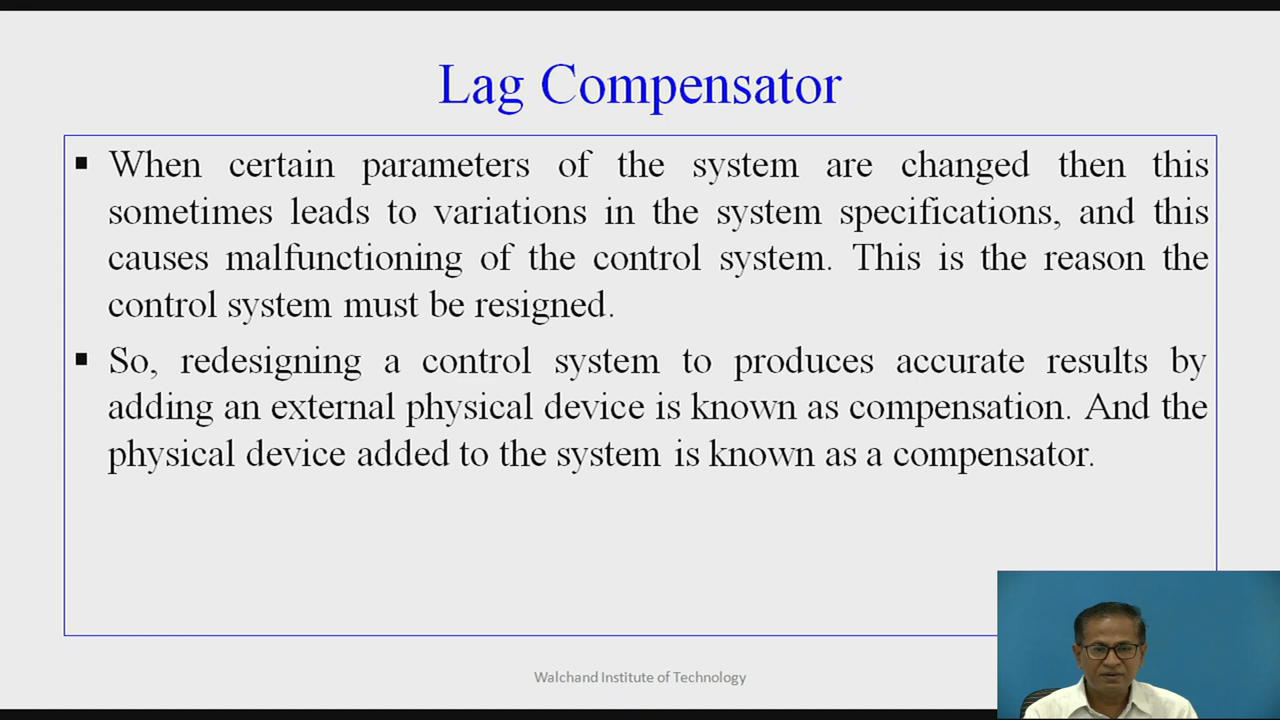 Lag Compensator
▪ When certain parameters of the system are changed then this
sometimes leads to variations in the system specifications, and this
causes malfunctioning of the control system. This is the reason the
control system must be resigned.
▪ So, redesigning a control system to produces accurate results by
adding an external physical device is known as compensation. And the
physical device added to the system is known as a compensator.
Walchand Institute of Technology